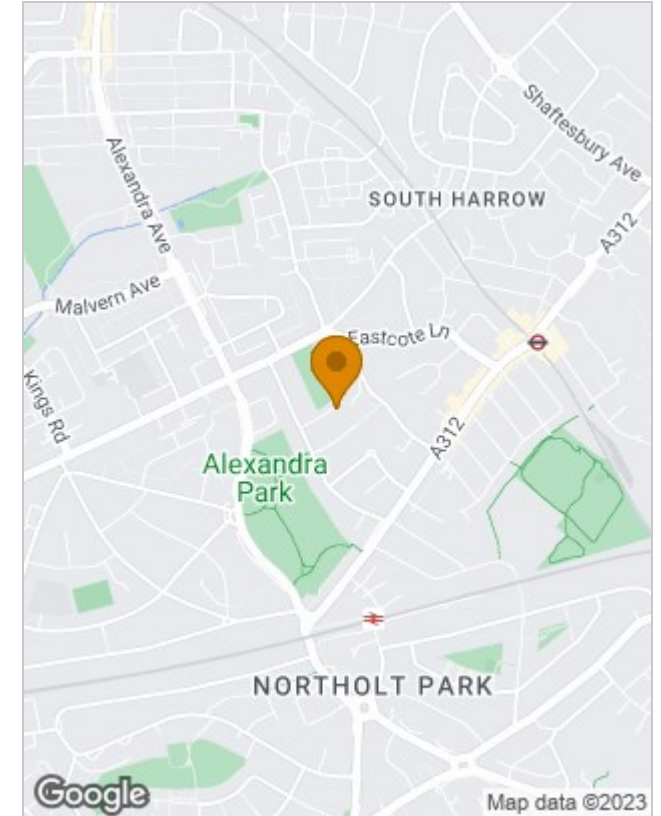 Shaftesbury Ave
Alexandra Ave
SOUTH HARROW
A312
Malvern Ave
Eastcote Ln
Kings Rd
A312
Alexandra
Park
NORTHOLT PARK
Google
Map data ©2023